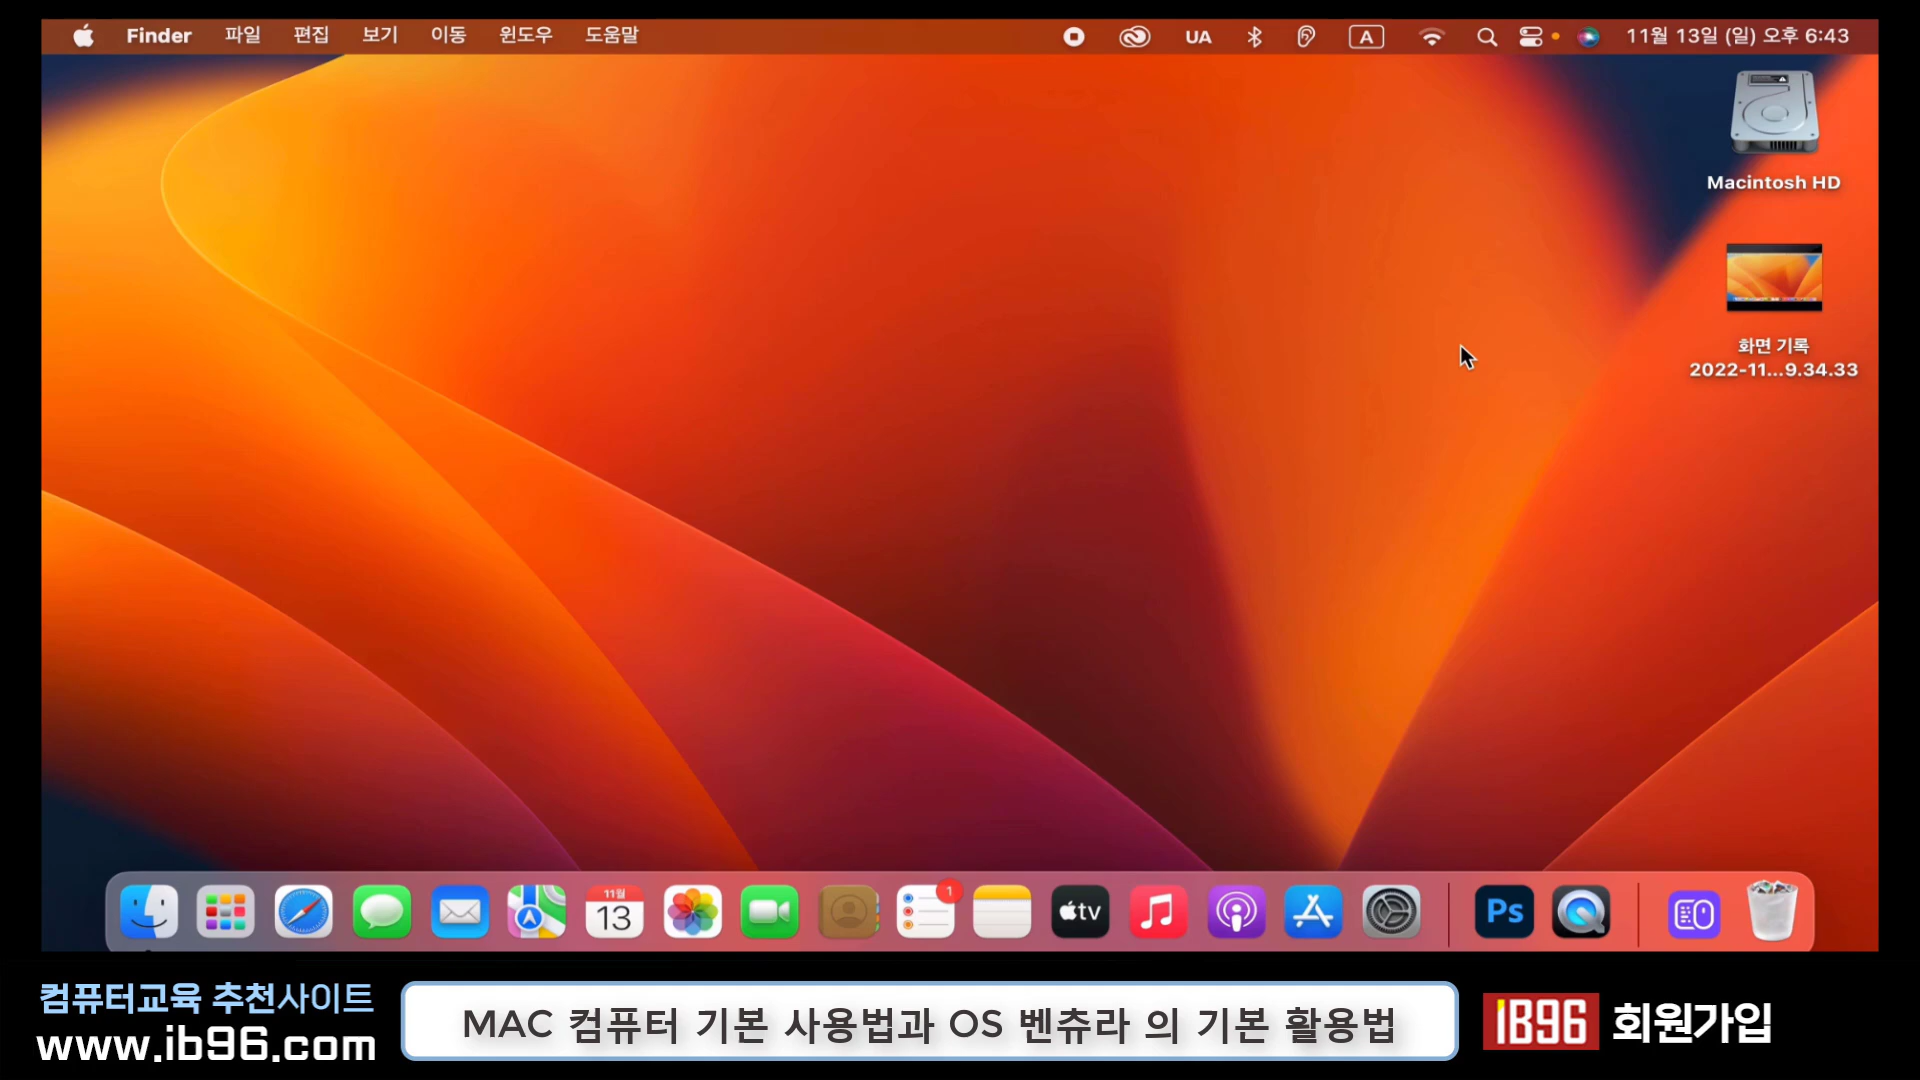 Finder 파일 편집 보기 이동 윈도우 도움말 UA A 11월 13일 (일) 오후 6:43
Macintosh HD
화면 기록
2022-11...9.34.33
11월
13
1
tv
Ps
컴퓨터교육 추천사이트
www.ib96.com
MAC 컴퓨터 기본 사용법과 OS 벤츄라 의 기본 활용법
IB96 회원가입